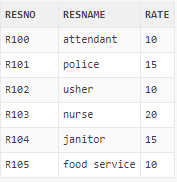 RESNO RESNAME RATE
R100 attendant 10
R101 police 15
R102 usher 10
R103 nurse 20
R104 janitor 15
R105 food service 10